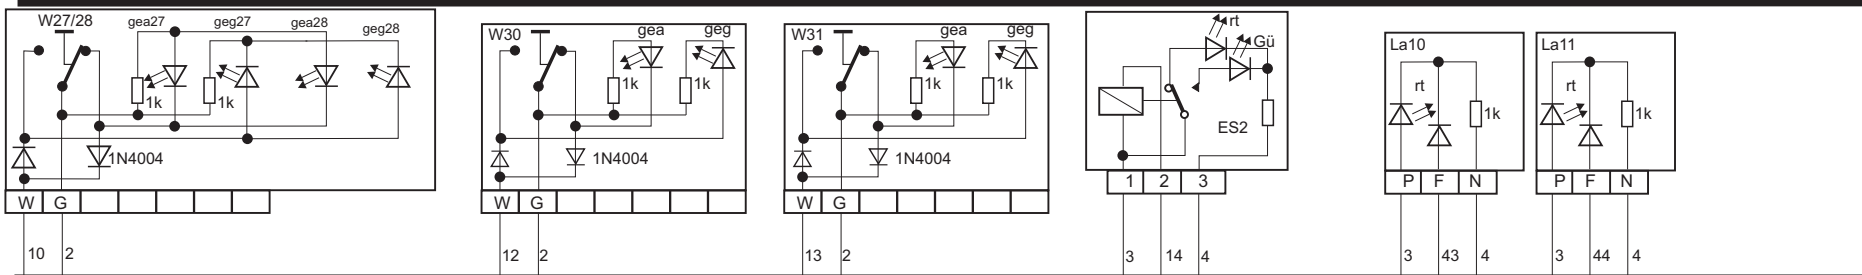 W27/28 gea27 geg27 gea28 geg28
1k 1k
1N4004
W G
10 2
W30 gea geg
1k 1k
1N4004
W G
12 2
W31 gea geg
1k 1k
1N4004
W G
13 2
rt
Gü
ES2
1 2 3
3 14 4
La10
rt
1k
P F N
3 43 4
La11
rt
1k
P F N
3 44 4